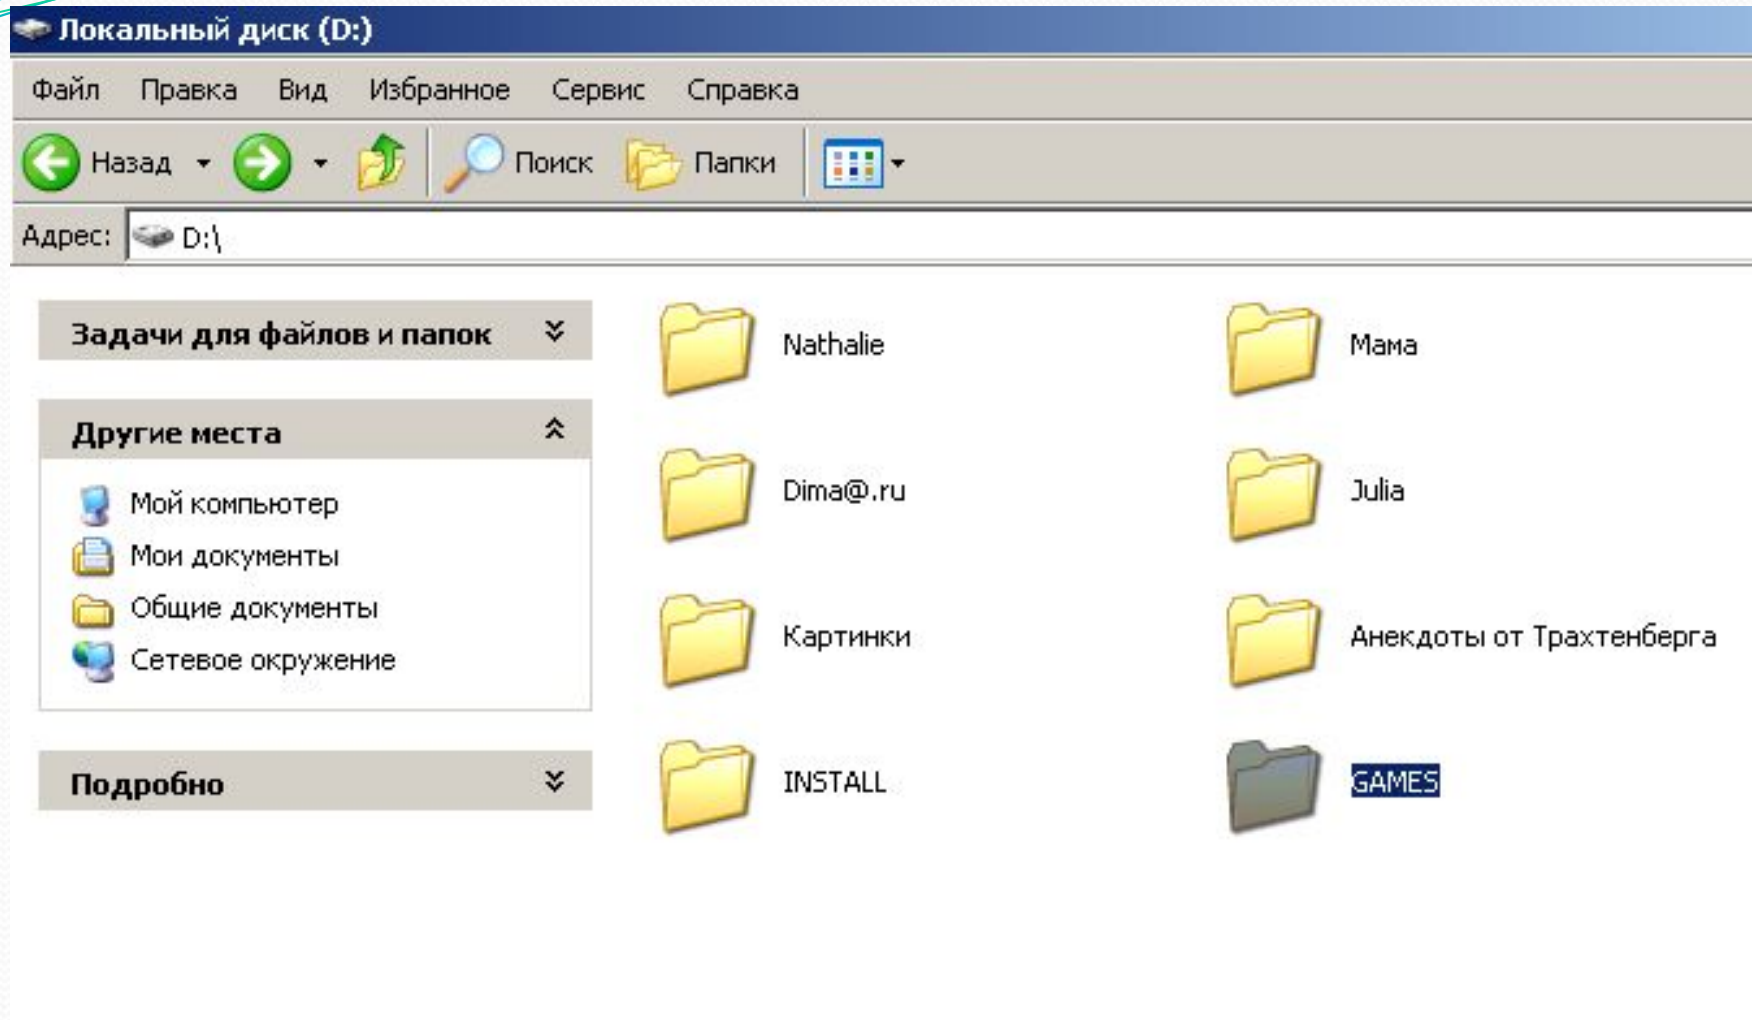 Локальный диск (D:)
Файл Правка Вид Избранное Сервис Справка
Назад Поиск Папки
Адрес: D:\
Задачи для файлов и папок
Другие места
Мой компьютер
Мои документы
Общие документы
Сетевое окружение
Подробно
Nathalie Мама
Dima@.ru Julia
Картинки Анекдоты от Трахтенберга
INSTALL GAMES